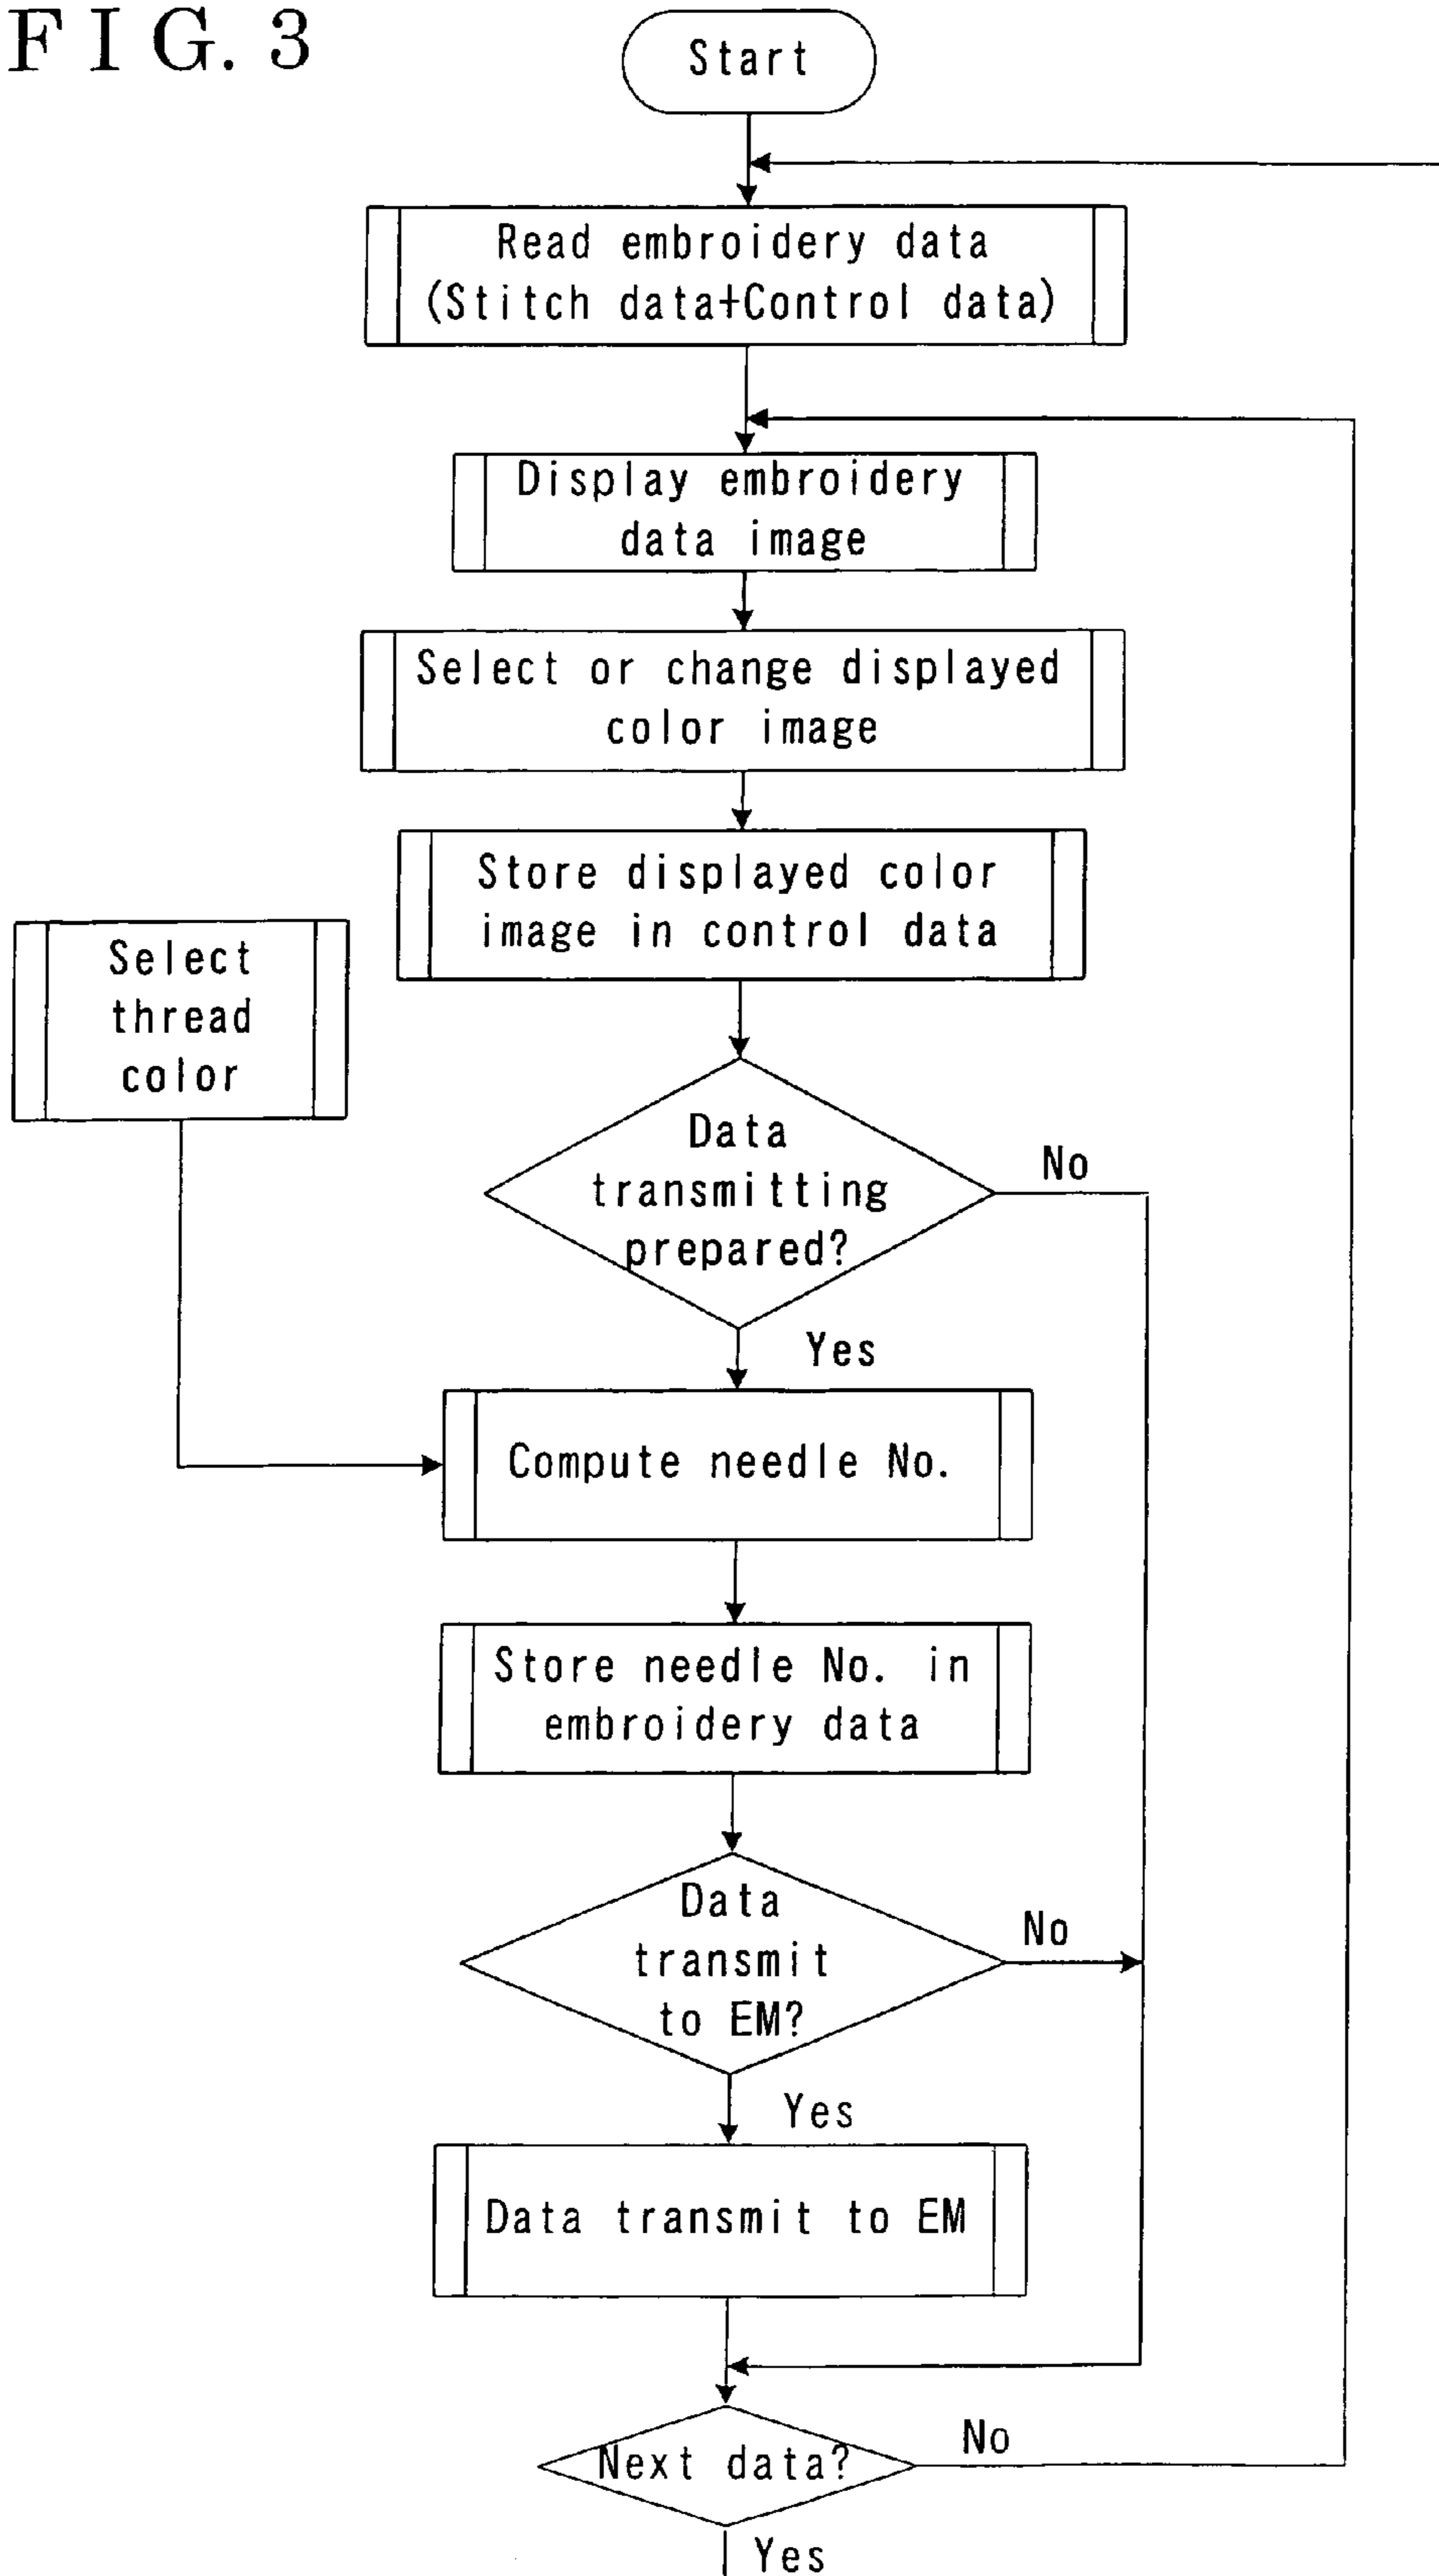 FIG. 3
Start
Read embroidery data
(Stitch data+Control data)
Display embroidery
data image
Select or change displayed
color image
Store displayed color
image in control data
Select
thread
color
Data
transmitting
prepared?
No
Yes
Compute needle No.
Store needle No. in
embroidery data
Data
transmit
to EM?
No
Yes
Data transmit to EM
Next data?
No
Yes